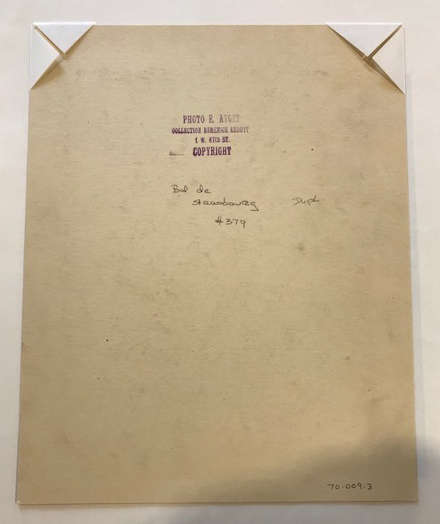 PHOTO E. ATGET
COLLECTION BERENICE ABBOTT
1 W. 67TH ST.
COPYRIGHT
Bd de
Strasbourg
Dupl
#379
70.009.3